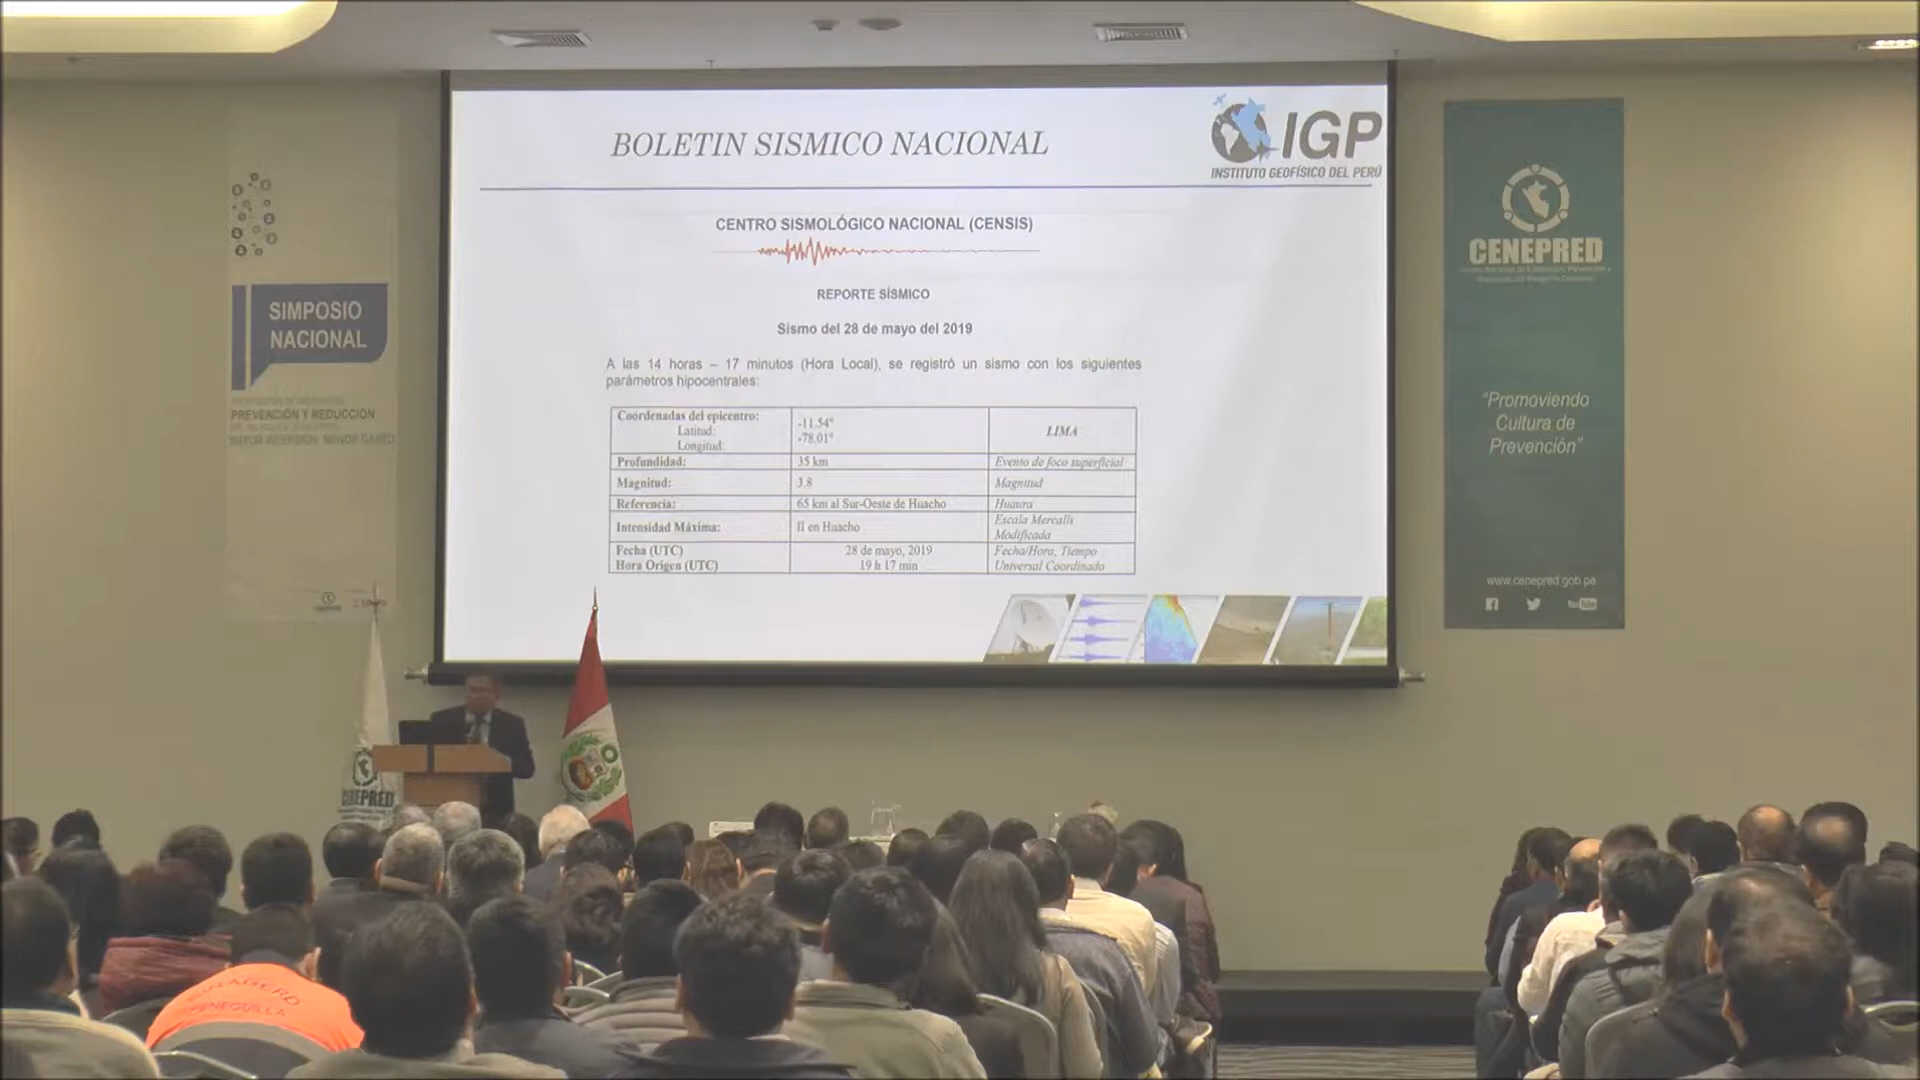 BOLETIN SISMICO NACIONAL
IGP
INSTITUTO GEOFÍSICO DEL PERÚ
CENTRO SISMOLÓGICO NACIONAL (CENSIS)
REPORTE SÍSMICO
Sismo del 28 de mayo del 2019
A las 14 horas – 17 minutos (Hora Local), se registró un sismo con los siguientes
parámetros hipocentrales:
Coordenadas del epicentro:
Latitud: -11.54°
Longitud: -78.01°
LIMA
Profundidad: 35 km Evento de foco superficial
Magnitud: 3.8 Magnitud
Referencia: 65 km al Sur-Oeste de Huacho Huaura
Intensidad Máxima: II en Huacho Escala Mercalli
Modificada
Fecha (UTC) 28 de mayo, 2019 Fecha/Hora, Tiempo
Hora Origen (UTC) 19 h 17 min Universal Coordinada
SIMPOSIO
NACIONAL
PREVENCIÓN Y REDUCCIÓN
CENEPRED
"Promoviendo
Cultura de
Prevención"
www.cenepred.gob.pe
YouTube
CENEPRED
SINAGERD